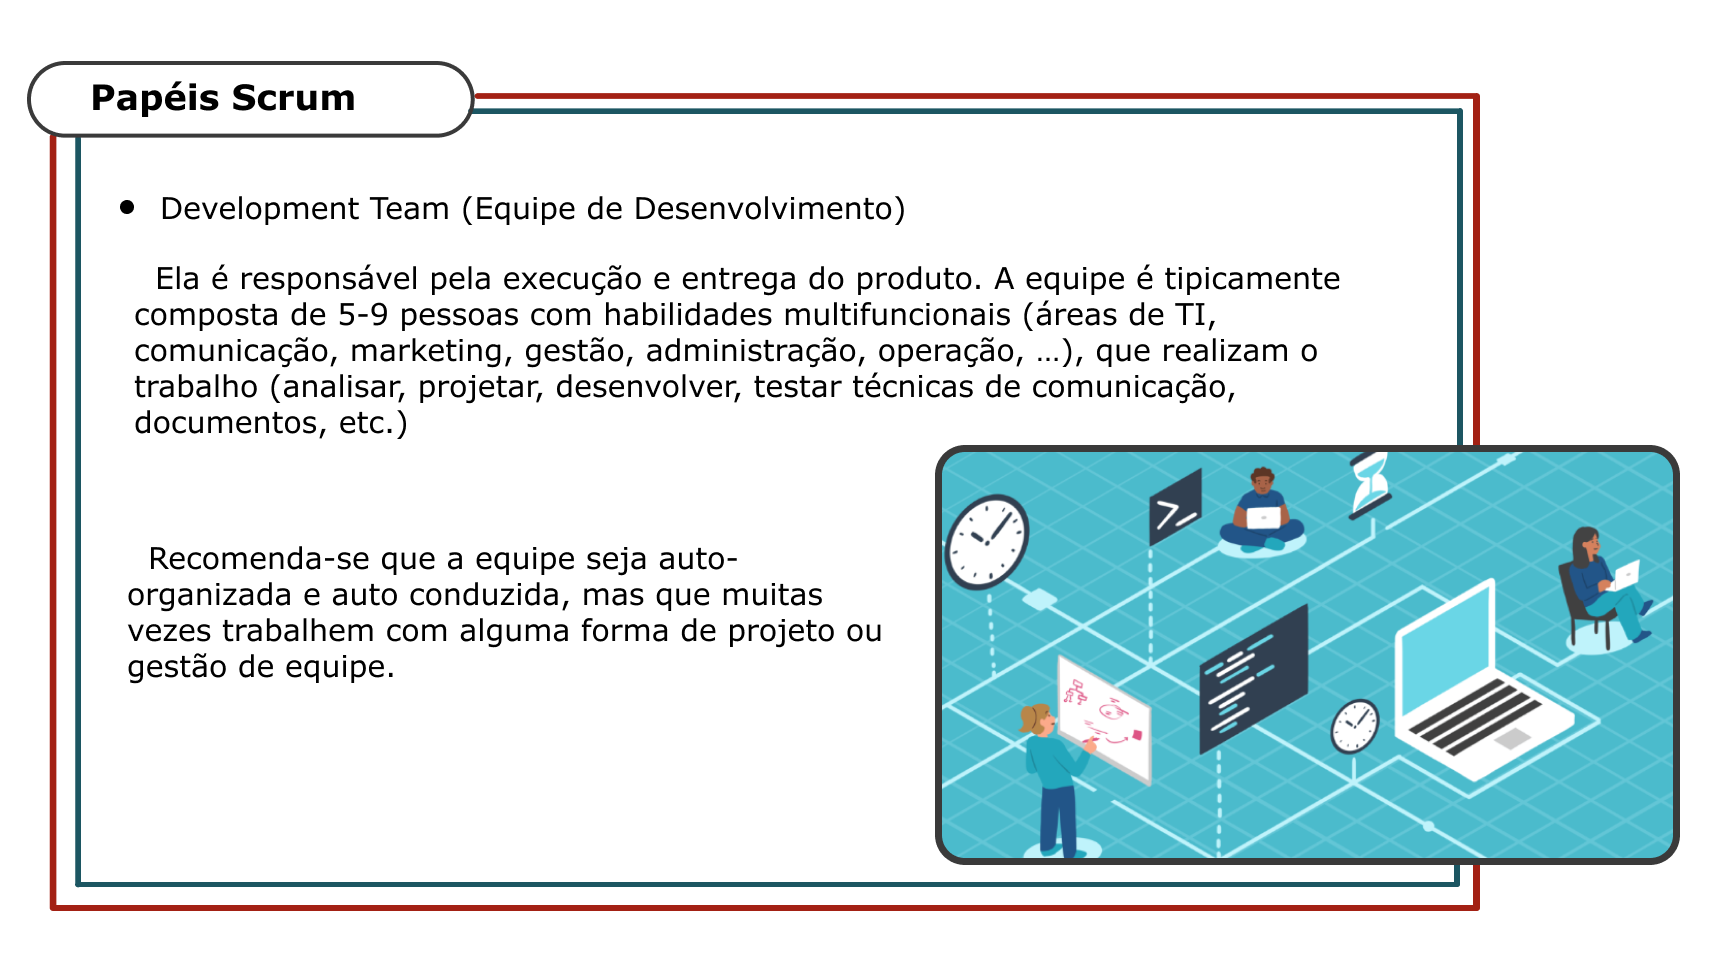 Papéis Scrum
● Development Team (Equipe de Desenvolvimento)
Ela é responsável pela execução e entrega do produto. A equipe é tipicamente
composta de 5-9 pessoas com habilidades multifuncionais (áreas de TI,
comunicação, marketing, gestão, administração, operação, …), que realizam o
trabalho (analisar, projetar, desenvolver, testar técnicas de comunicação,
documentos, etc.)
Recomenda-se que a equipe seja auto-
organizada e auto conduzida, mas que muitas
vezes trabalhem com alguma forma de projeto ou
gestão de equipe.